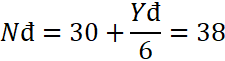 Nđ = 30 + Yđ/6 = 38